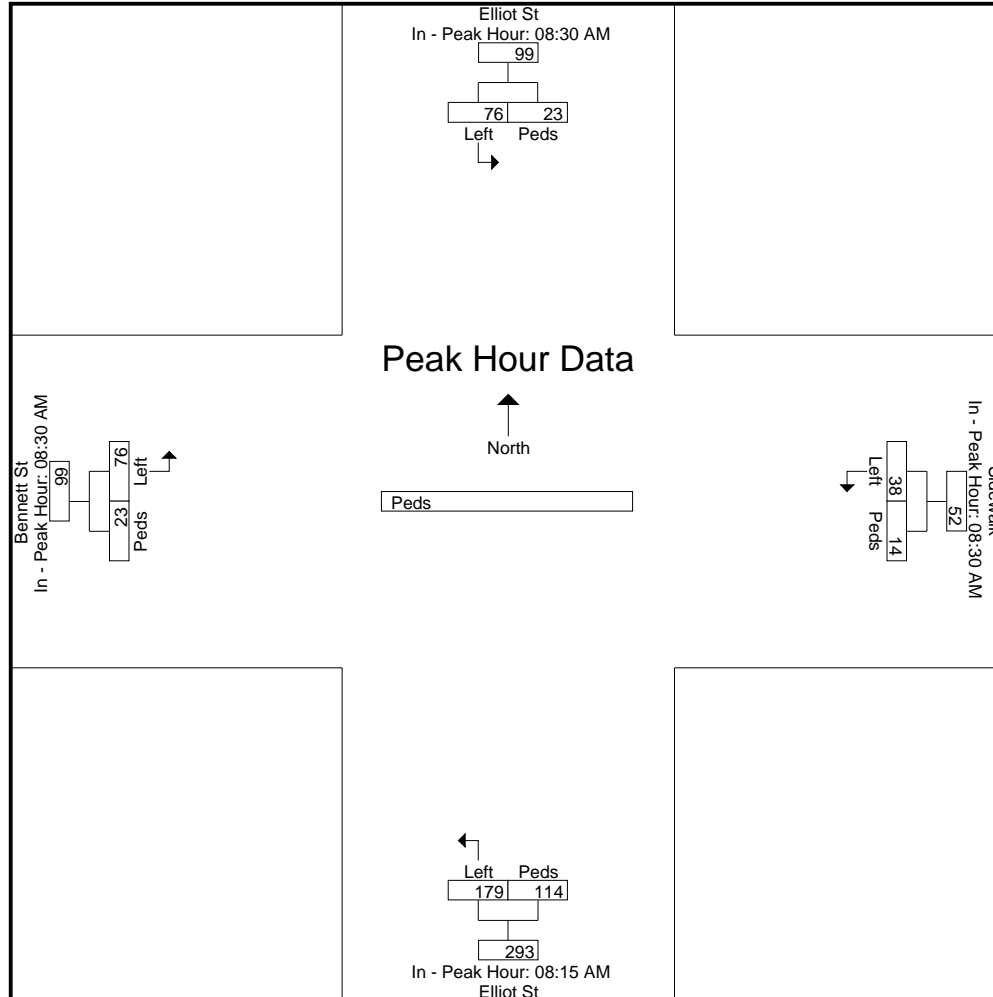 Elliot St
In - Peak Hour: 08:30 AM
99
76 23
Left Peds
Peak Hour Data
North
Peds
Bennett St
In - Peak Hour: 08:30 AM
99
76 23
Left Peds
In - Peak Hour: 08:30 AM
52
38 14
Left Peds
Left Peds
179 114
293
In - Peak Hour: 08:15 AM
Elliot St